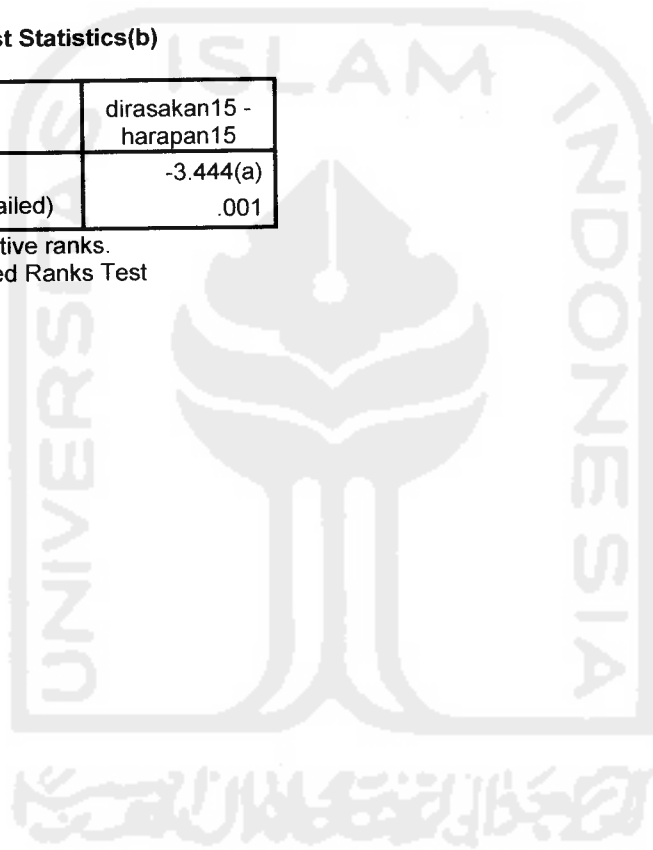 st Statistics(b)
dirasakan15 -
harapan15
-3.444(a)
ailed) .001
tive ranks.
ed Ranks Test
ISLAM
UNIVERSITAS
INDONESIA